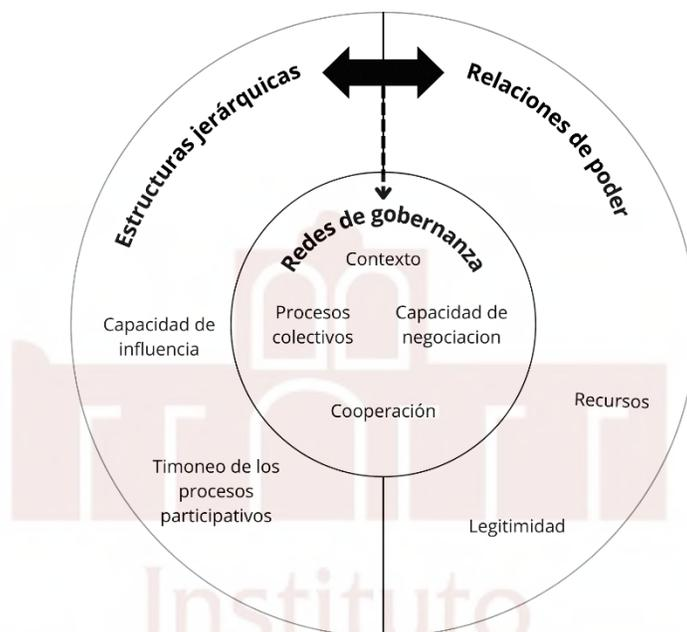 Estructuras jerárquicas
Relaciones de poder
Redes de gobernanza
Contexto
Procesos
colectivos
Capacidad de
negociacion
Cooperación
Capacidad de
influencia
Recursos
Timoneo de los
procesos
participativos
Legitimidad
Instituto